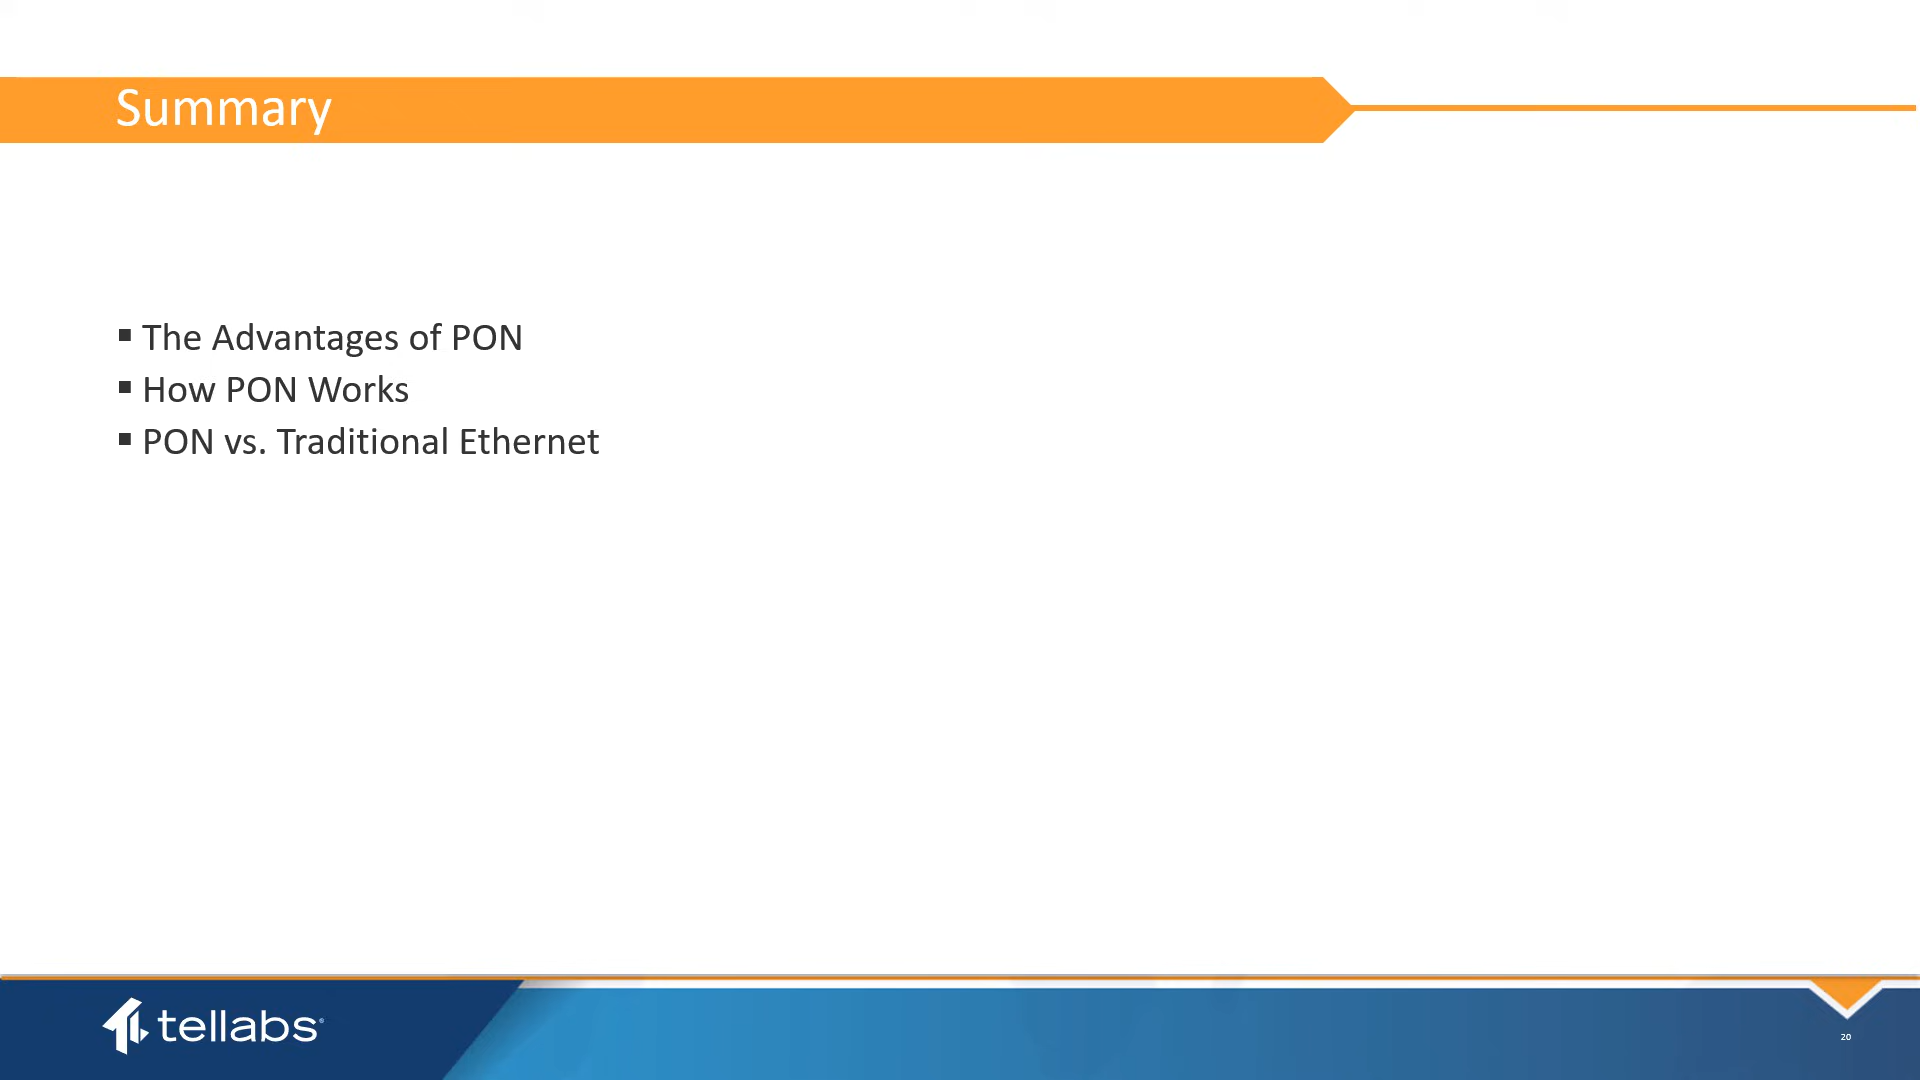 Summary
▪ The Advantages of PON
▪ How PON Works
▪ PON vs. Traditional Ethernet
tellabs®
20